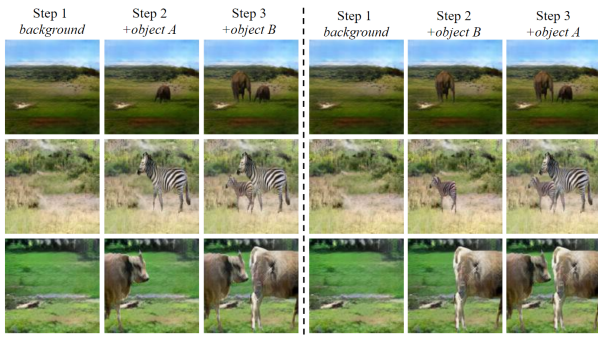 Step 1
background
Step 2
+object A
Step 3
+object B
Step 1
background
Step 2
+object B
Step 3
+object A